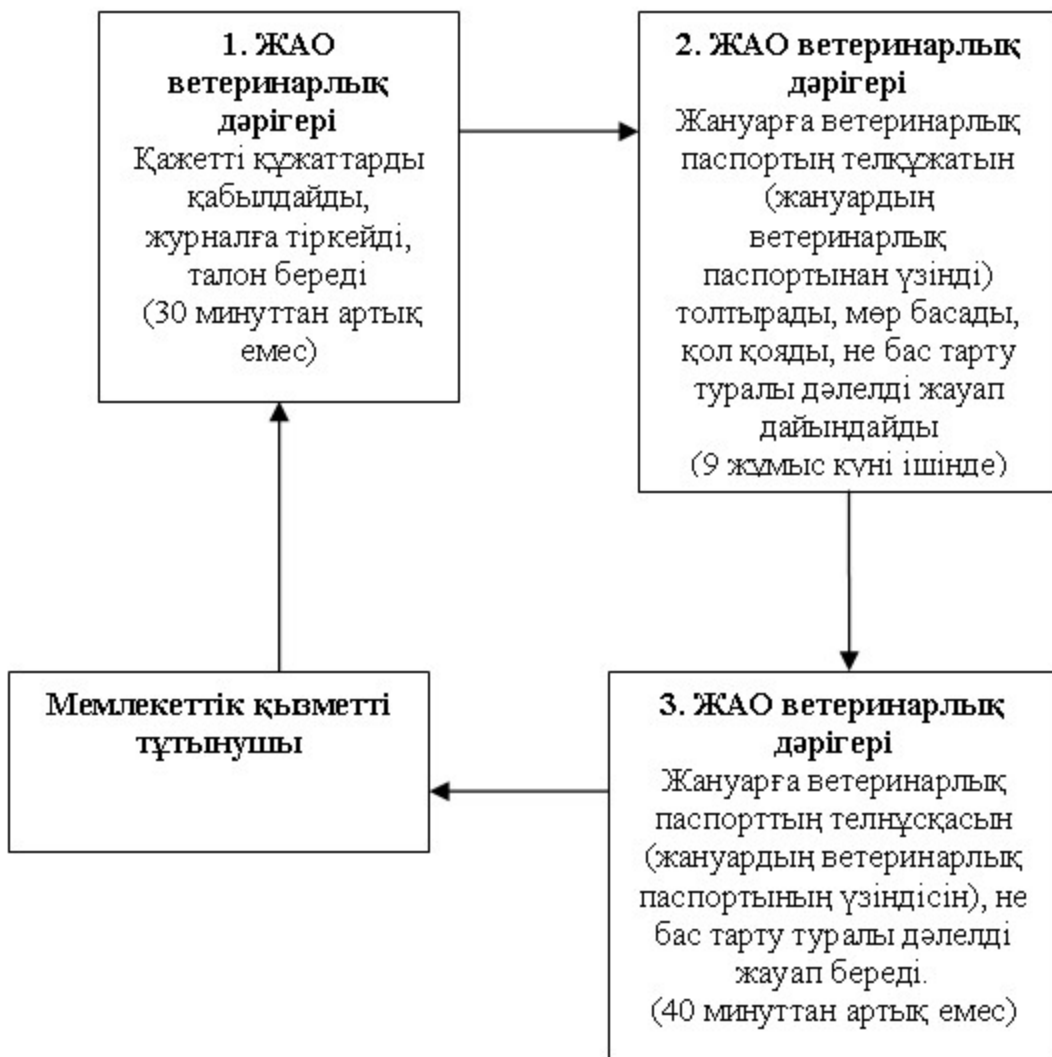 1. ЖАО
ветеринарлық
дәрігері
Қажетті құжаттарды
қабылдайды,
журналға тіркейді,
талон береді
(30 минуттан артық
емес)
2. ЖАО ветеринарлық
дәрігері
Жануарға ветеринарлық
паспортың телқұжатын
(жануардың
ветеринарлық
паспортынан үзінді)
толтырады, мөр басады,
қол қояды, не бас тарту
туралы дәлелді жауап
дайындайды
(9 жұмыс күні ішінде)
Мемлекеттік қызметті
тұтынушы
3. ЖАО ветеринарлық
дәрігері
Жануарға ветеринарлық
паспорттың телнұсқасын
(жануардың ветеринарлық
паспортының үзіндісін), не
бас тарту туралы дәлелді
жауап береді.
(40 минуттан артық емес)